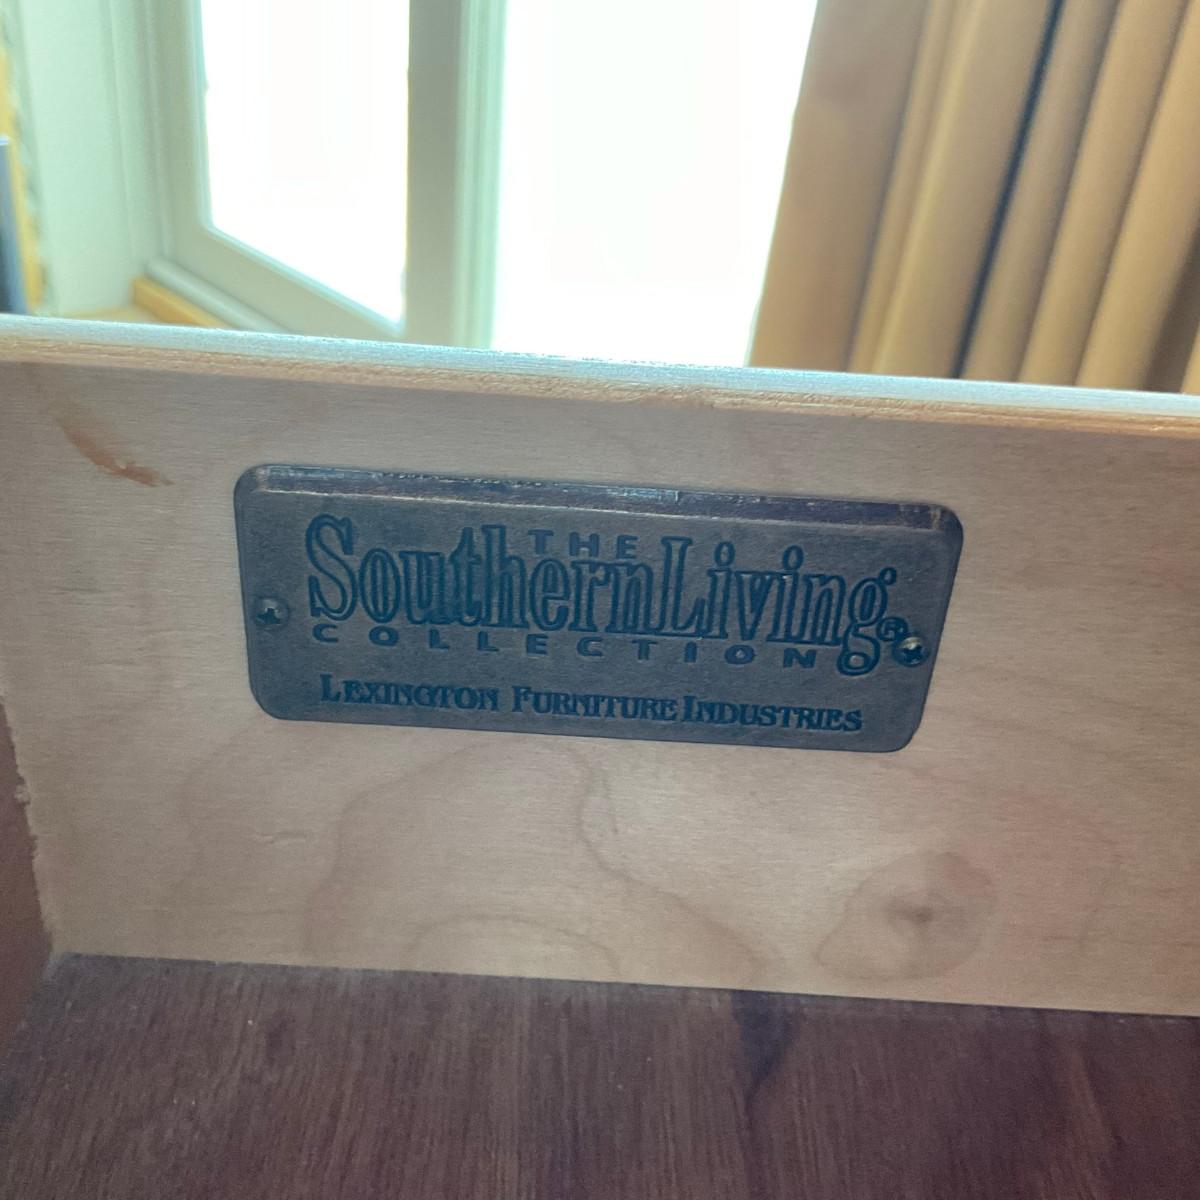 THE
SouthernLiving®
COLLECTION
LEXINGTON FURNITURE INDUSTRIES